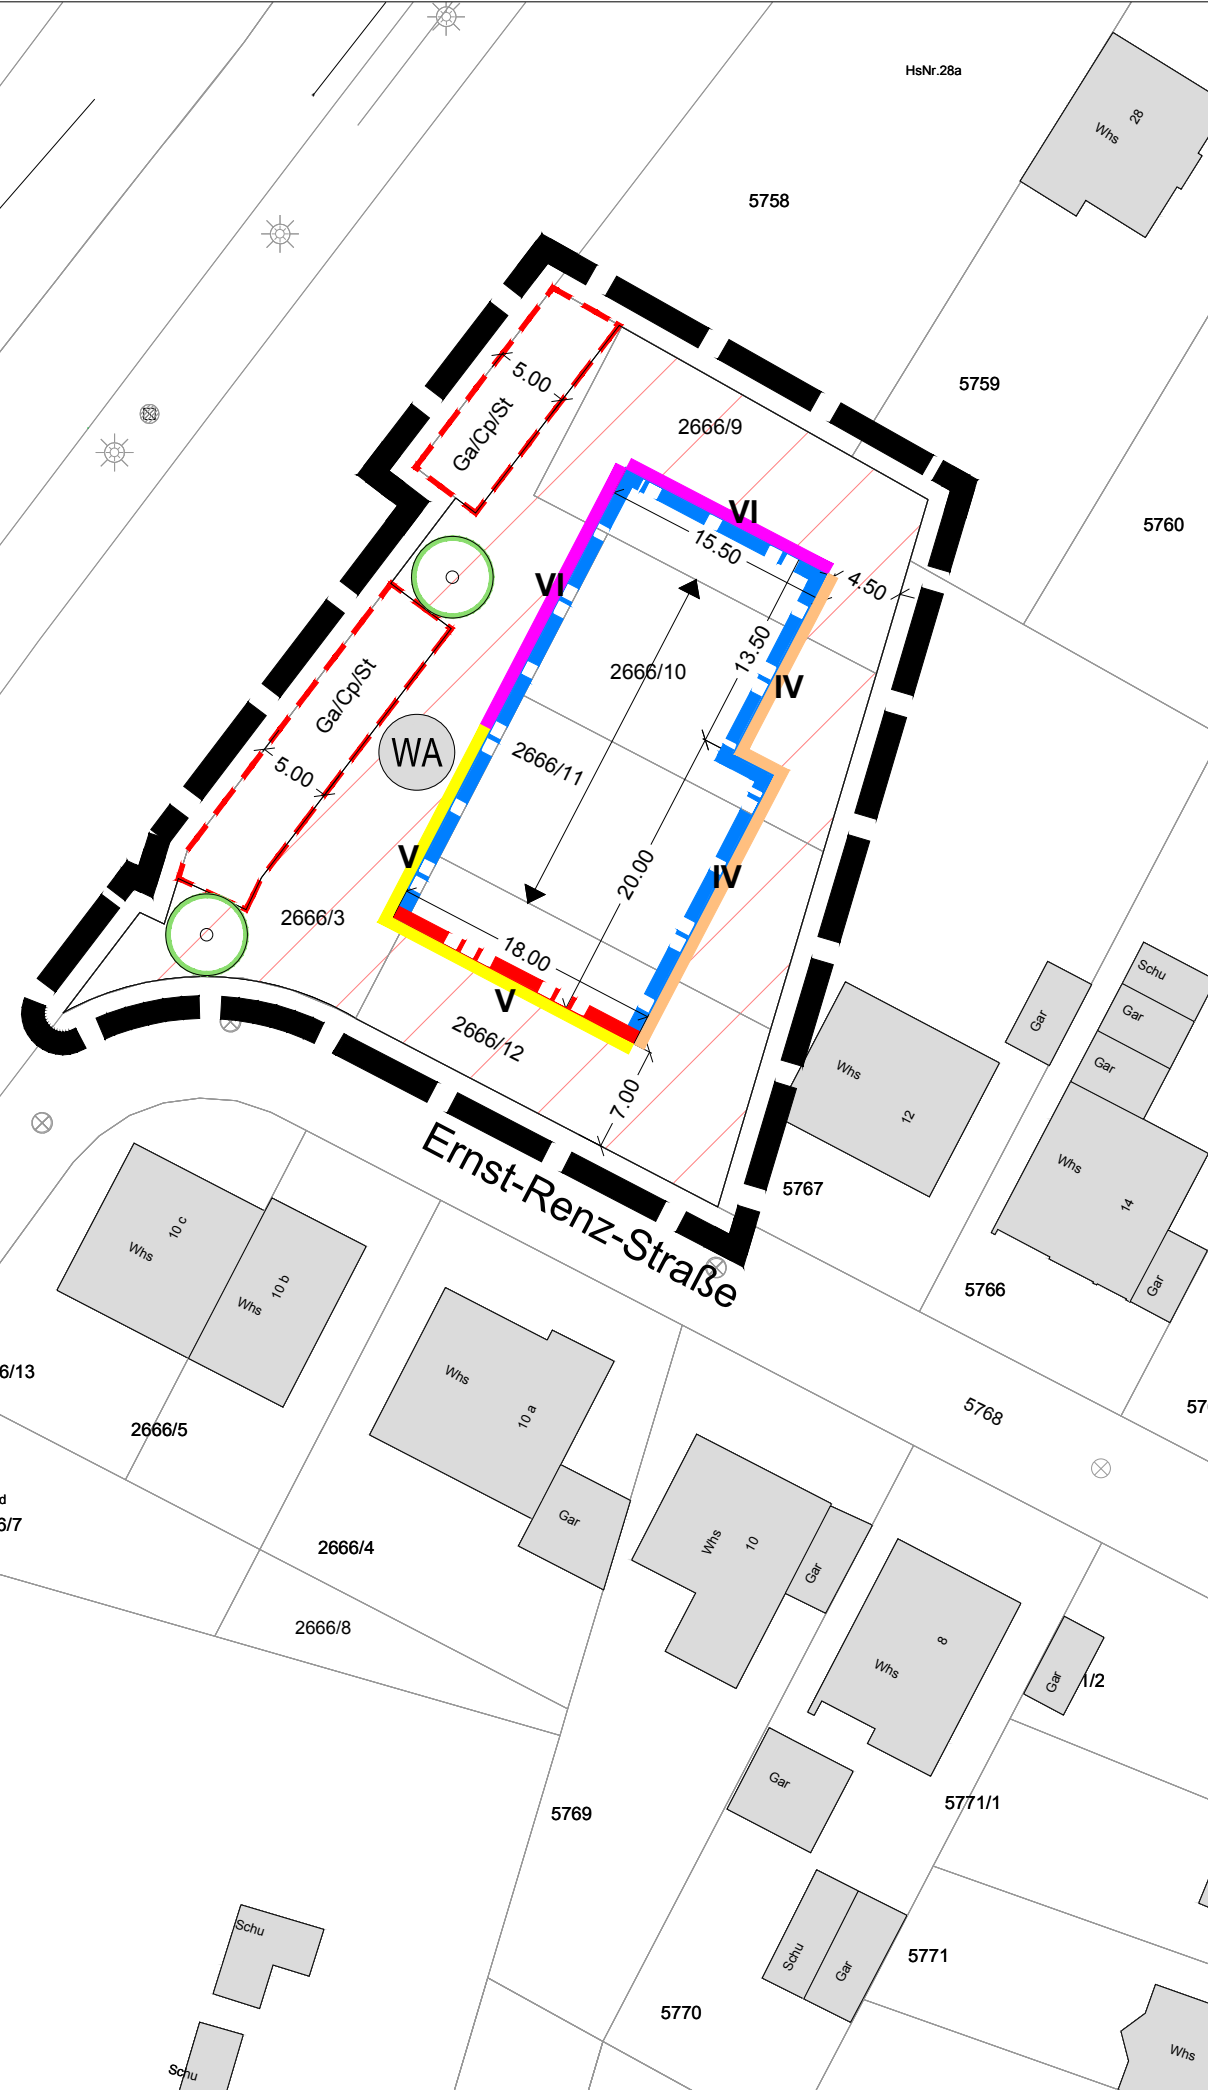 HsNr.28a
28
Whs
5758
5759
5760
5.00
Ga/Cp/St
2666/9
VI
15.50
4.50
VI
13.50
2666/10
IV
Ga/Cp/St
5.00
WA
2666/11
V
20.00
IV
2666/3
18.00
V
2666/12
7.00
Ernst-Renz-Straße
Schu
Gar
Gar
Gar
Whs
12
Whs
14
Gar
5767
5766
10 c
Whs
10 b
Whs
6/13
2666/5
Whs
10 a
Gar
5768
6/7
2666/4
2666/8
Whs
10
Gar
8
Whs
Gar
1/2
Gar
5769
5771/1
Schu
Schu
Gar
5771
5770
Schu
Whs